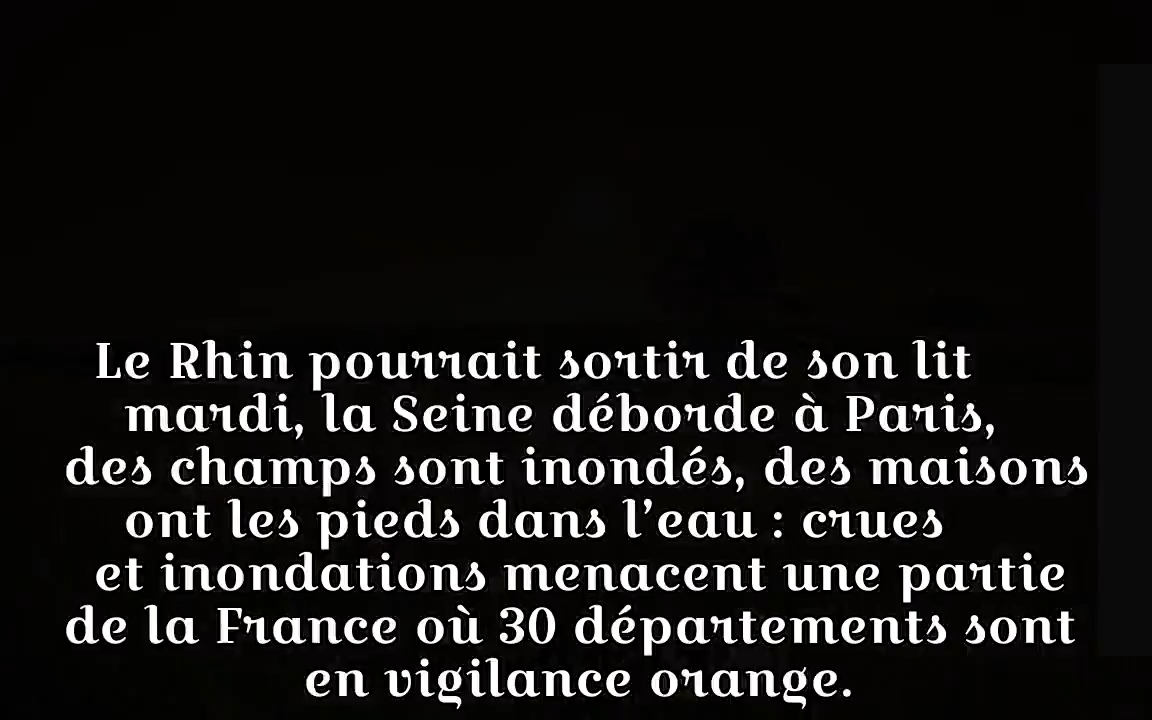 Le Rhin pourrait sortir de son lit
mardi, la Seine déborde à Paris,
des champs sont inondés, des maisons
ont les pieds dans l’eau : crues
et inondations menacent une partie
de la France où 30 départements sont
en vigilance orange.